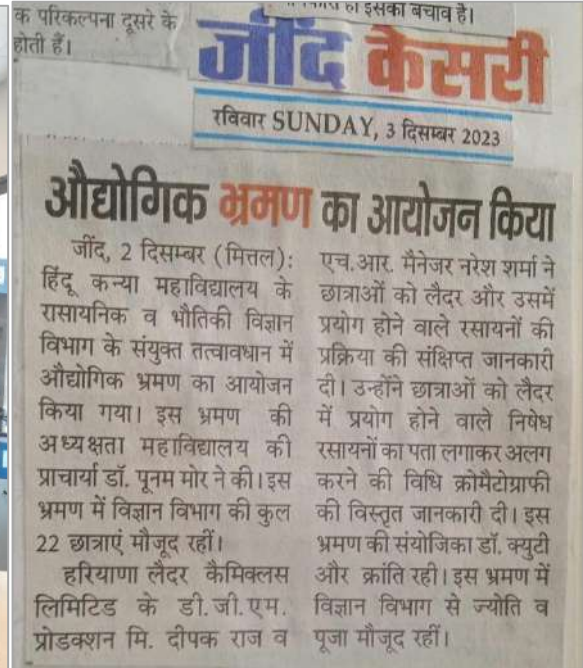 क परिकल्पना दूसरे के
होती हैं।
इसका बचाव है।
जींद केसरी
रविवार SUNDAY, 3 दिसम्बर 2023
औद्योगिक भ्रमण का आयोजन किया
जींद, 2 दिसम्बर (मित्तल):
हिंदू कन्या महाविद्यालय के
रासायनिक व भौतिकी विज्ञान
विभाग के संयुक्त तत्वावधान में
औद्योगिक भ्रमण का आयोजन
किया गया। इस भ्रमण की
अध्यक्षता महाविद्यालय की
प्राचार्या डॉ. पूनम मोर ने की। इस
भ्रमण में विज्ञान विभाग की कुल
22 छात्राएं मौजूद रहीं।
हरियाणा लैदर कैमिक्लस
लिमिटिड के डी.जी.एम.
प्रोडक्शन मि. दीपक राज व
एच.आर. मैनेजर नरेश शर्मा ने
छात्राओं को लैदर और उसमें
प्रयोग होने वाले रसायनों की
प्रक्रिया की संक्षिप्त जानकारी
दी। उन्होंने छात्राओं को लैदर
में प्रयोग होने वाले निषेध
रसायनों का पता लगाकर अलग
करने की विधि क्रोमैटोग्राफी
की विस्तृत जानकारी दी। इस
भ्रमण की संयोजिका डॉ. क्युटी
और क्रांति रही। इस भ्रमण में
विज्ञान विभाग से ज्योति व
पूजा मौजूद रहीं।